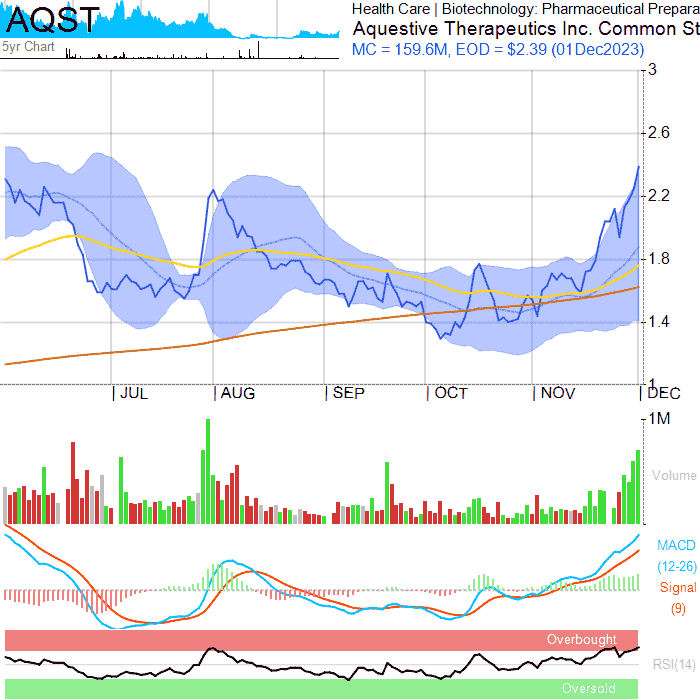 AQST
5yr Chart
Health Care | Biotechnology: Pharmaceutical Prepara
Aquestive Therapeutics Inc. Common St
MC = 159.6M, EOD = $2.39 (01Dec2023)
3
2.6
2.2
1.8
1.4
1
| JUL | AUG | SEP | OCT | NOV | DEC
1M
Volume
MACD
(12-26)
Signal
(9)
Overbought
RSI(14)
Oversold